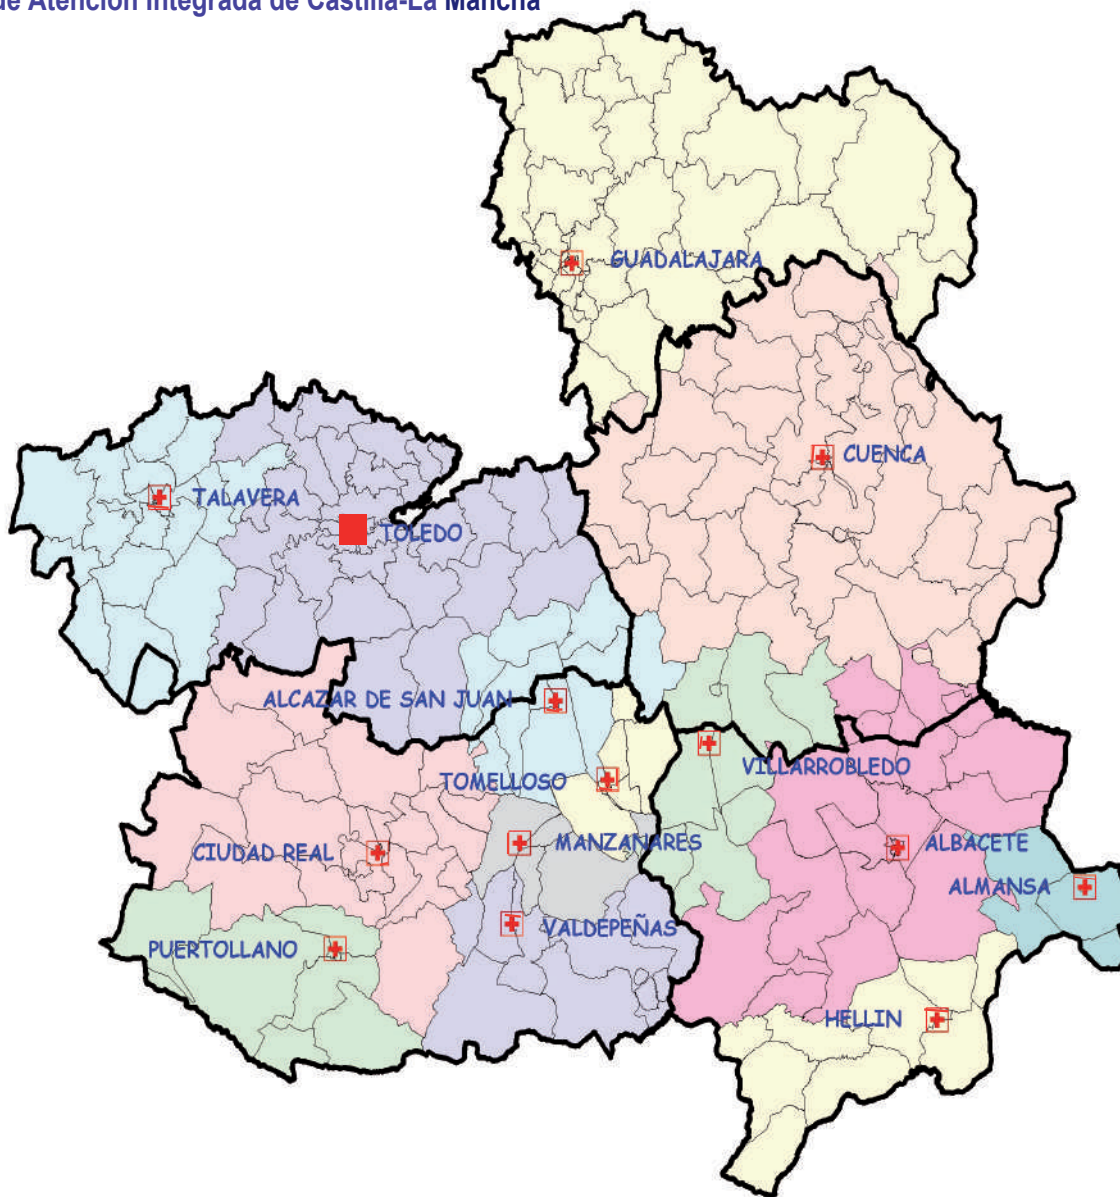 de Atención Integrada de Castilla-La Mancha
GUADALAJARA
CUENCA
TALAVERA
TOLEDO
ALCAZAR DE SAN JUAN
VILLARROBLEDO
TOMELLOSO
MANZANARES
ALBACETE
CIUDAD REAL
ALMANSA
VALDEPEÑAS
PUERTOLLANO
HELLIN